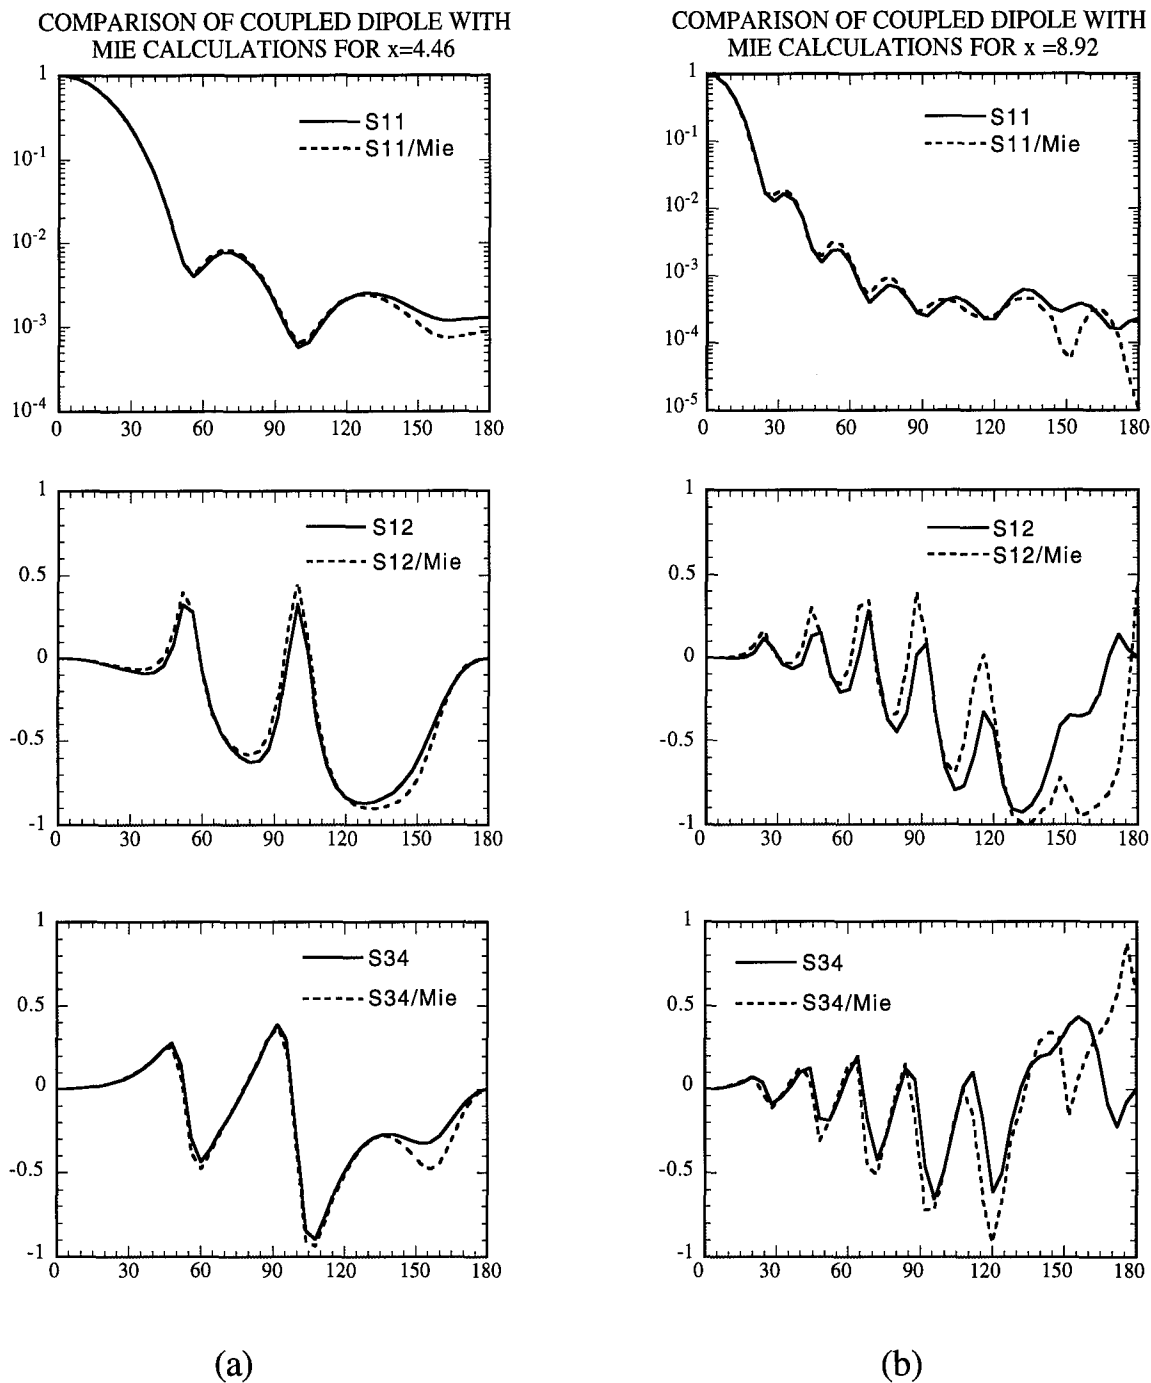 COMPARISON OF COUPLED DIPOLE WITH
MIE CALCULATIONS FOR x=4.46
1
10-1
10-2
10-3
10-4
S11
S11/Mie
0 30 60 90 120 150 180
1
0.5
0
-0.5
-1
S12
S12/Mie
0 30 60 90 120 150 180
1
0.5
0
-0.5
-1
S34
S34/Mie
0 30 60 90 120 150 180
(a)
COMPARISON OF COUPLED DIPOLE WITH
MIE CALCULATIONS FOR x =8.92
1
10-1
10-2
10-3
10-4
10-5
S11
S11/Mie
0 30 60 90 120 150 180
1
0.5
0
-0.5
-1
S12
S12/Mie
0 30 60 90 120 150 180
1
0.5
0
-0.5
-1
S34
S34/Mie
0 30 60 90 120 150 180
(b)